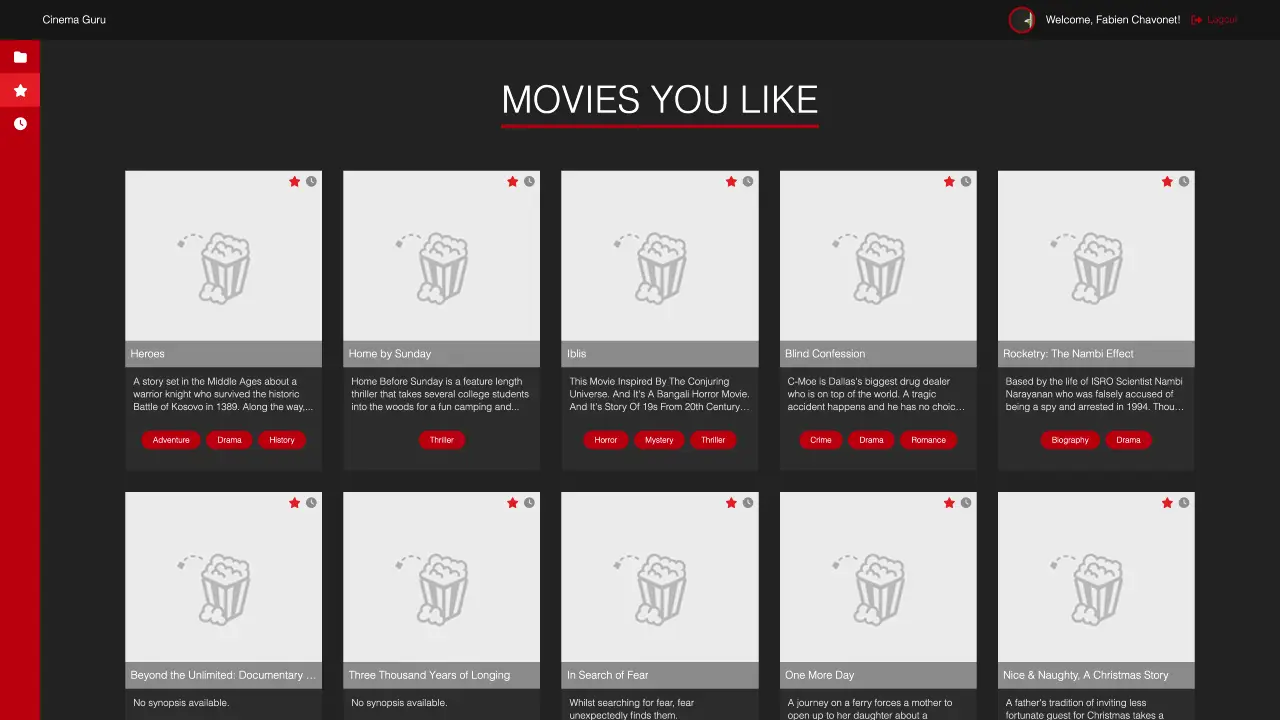 Cinema Guru
Welcome, Fabien Chavonet!
Logout
MOVIES YOU LIKE
Heroes
A story set in the Middle Ages about a
warrior knight who survived the historic
Battle of Kosovo in 1389. Along the way,...
Adventure
Drama
History
Home by Sunday
Home Before Sunday is a feature length
thriller that takes several college students
into the woods for a fun camping and...
Thriller
Iblis
This Movie Inspired By The Conjuring
Universe. And It's A Bangali Horror Movie.
And It's Story Of 19s From 20th Century...
Horror
Mystery
Thriller
Blind Confession
C-Moe is Dallas's biggest drug dealer
who is on top of the world. A tragic
accident happens and he has no choic...
Crime
Drama
Romance
Rocketry: The Nambi Effect
Based by the life of ISRO Scientist Nambi
Narayanan who was falsely accused of
being a spy and arrested in 1994. Thou...
Biography
Drama
Beyond the Unlimited: Documentary ...
No synopsis available.
Three Thousand Years of Longing
No synopsis available.
In Search of Fear
Whilst searching for fear, fear
unexpectedly finds them.
One More Day
A journey on a ferry forces a mother to
open up to her daughter about a
Nice & Naughty, A Christmas Story
A father's tradition of inviting less
fortunate guest for Christmas takes a